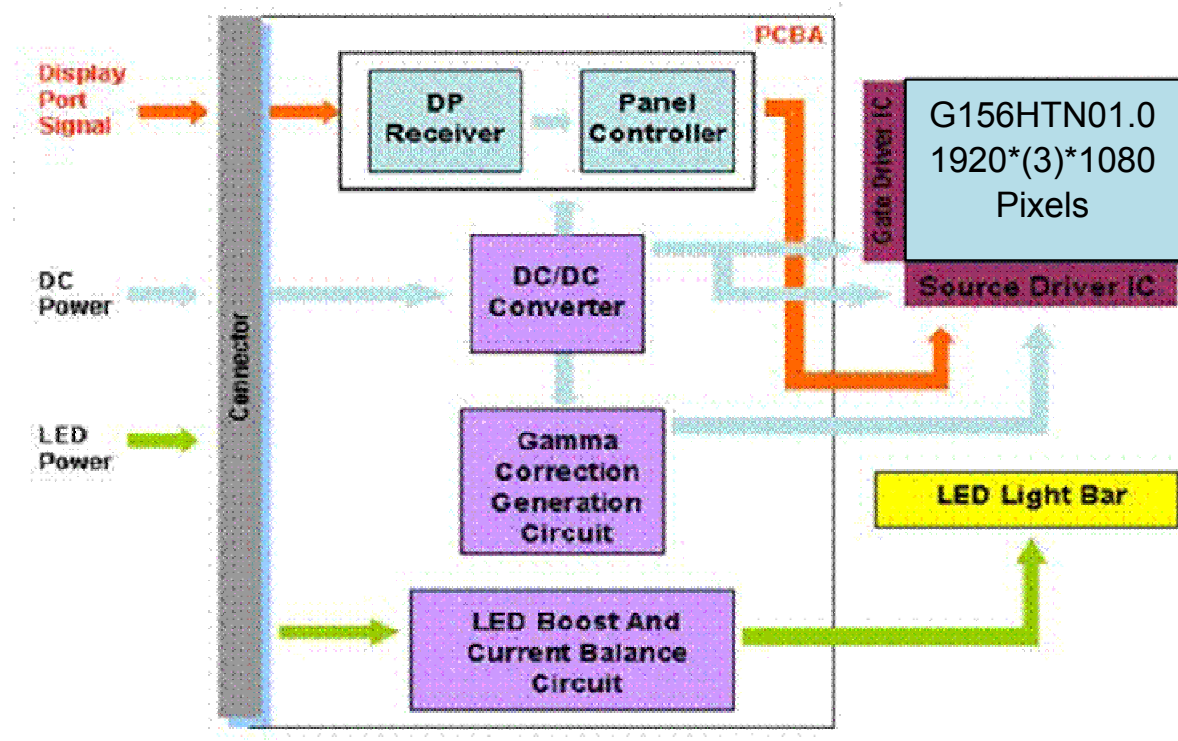 PCBA
Display
Port
Signal
DP
Receiver
Panel
Controller
Gate Driver IC
G156HTN01.0
1920*(3)*1080
Pixels
DC
Power
Connector
DC/DC
Converter
Source Driver IC
LED
Power
Gamma
Correction
Generation
Circuit
LED Light Bar
LED Boost And
Current Balance
Circuit